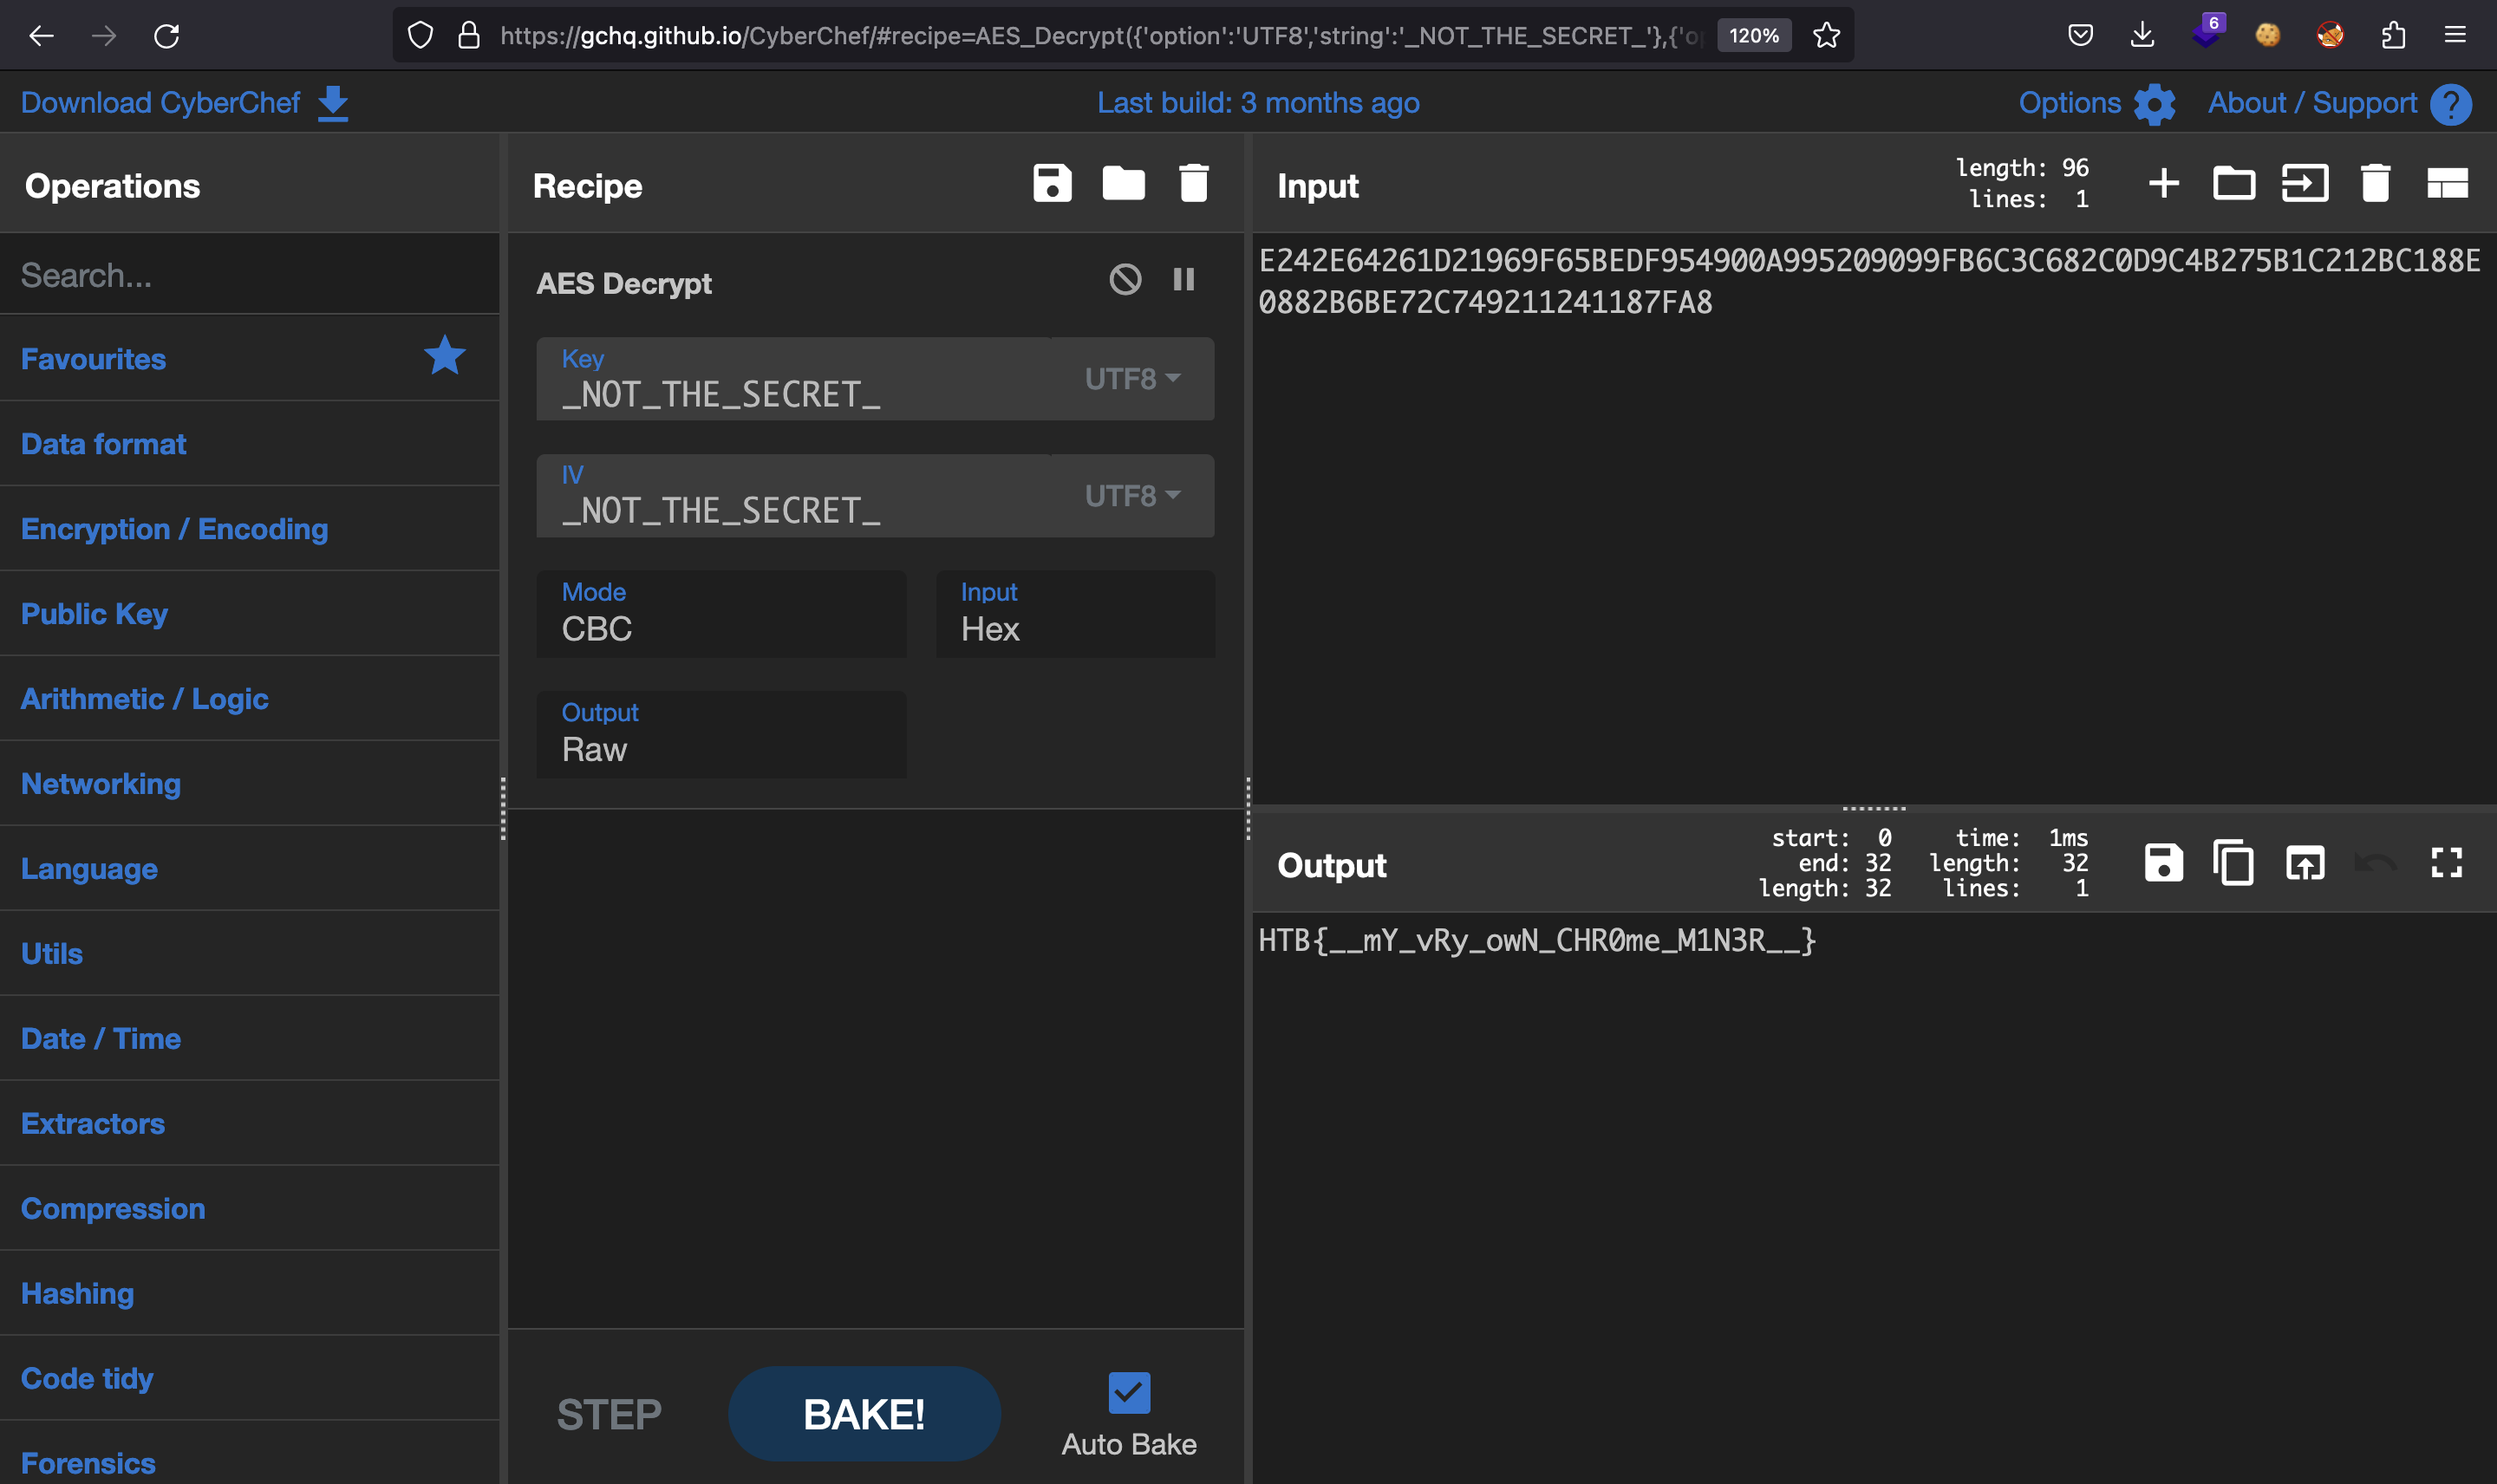 https://gchq.github.io/CyberChef/#recipe=AES_Decrypt({'option':'UTF8','string':'_NOT_THE_SECRET_'},{'op
120%
6
Download CyberChef
Last build: 3 months ago
Options
About / Support
Operations
Search...
Favourites
Data format
Encryption / Encoding
Public Key
Arithmetic / Logic
Networking
Language
Utils
Date / Time
Extractors
Compression
Hashing
Code tidy
Forensics
Recipe
AES Decrypt
Key
_NOT_THE_SECRET_
UTF8
IV
_NOT_THE_SECRET_
UTF8
Mode
CBC
Input
Hex
Output
Raw
STEP
BAKE!
Auto Bake
Input
length: 96
lines: 1
E242E64261D21969F65BEDF954900A995209099FB6C3C682C0D9C4B275B1C212BC188E
0882B6BE72C749211241187FA8
Output
start: 0 time: 1ms
end: 32 length: 32
length: 32 lines: 1
HTB{__mY_vRy_owN_CHR0me_M1N3R__}